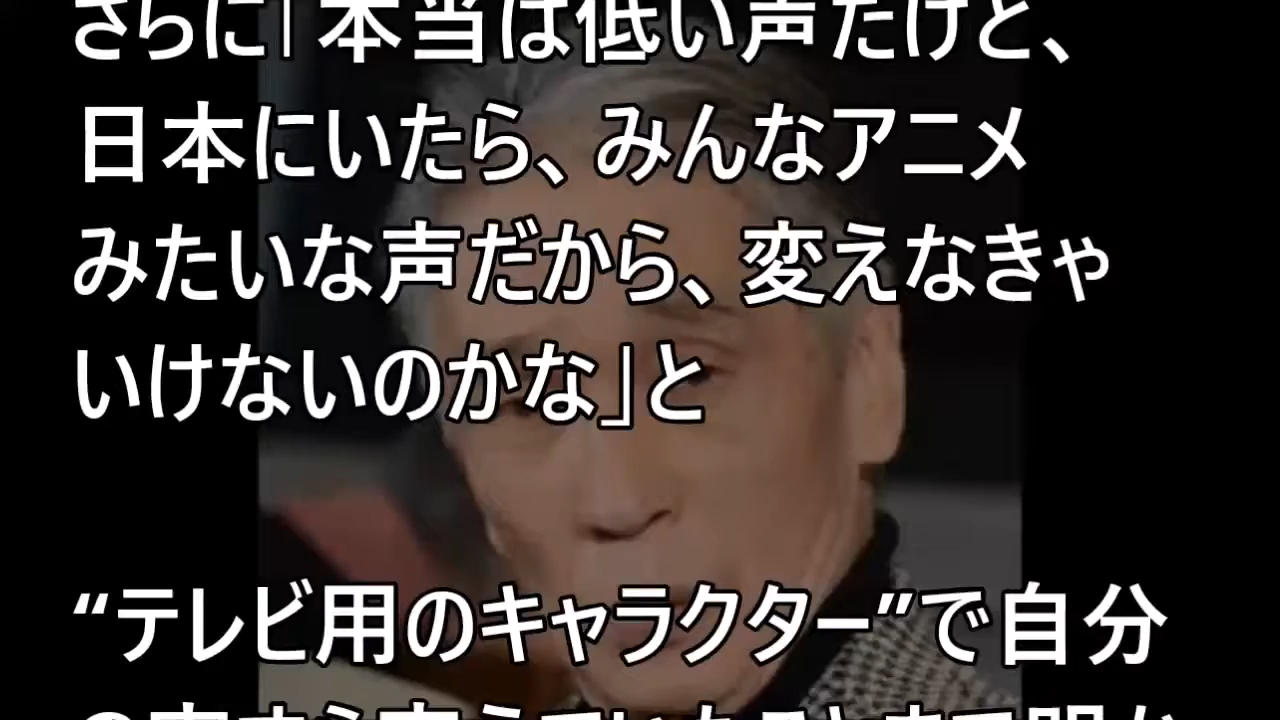 さらに「本当は低い声だけど、
日本にいたら、みんなアニメ
みたいな声だから、変えなきゃ
いけないのかな」と
“テレビ用のキャラクター”で自分